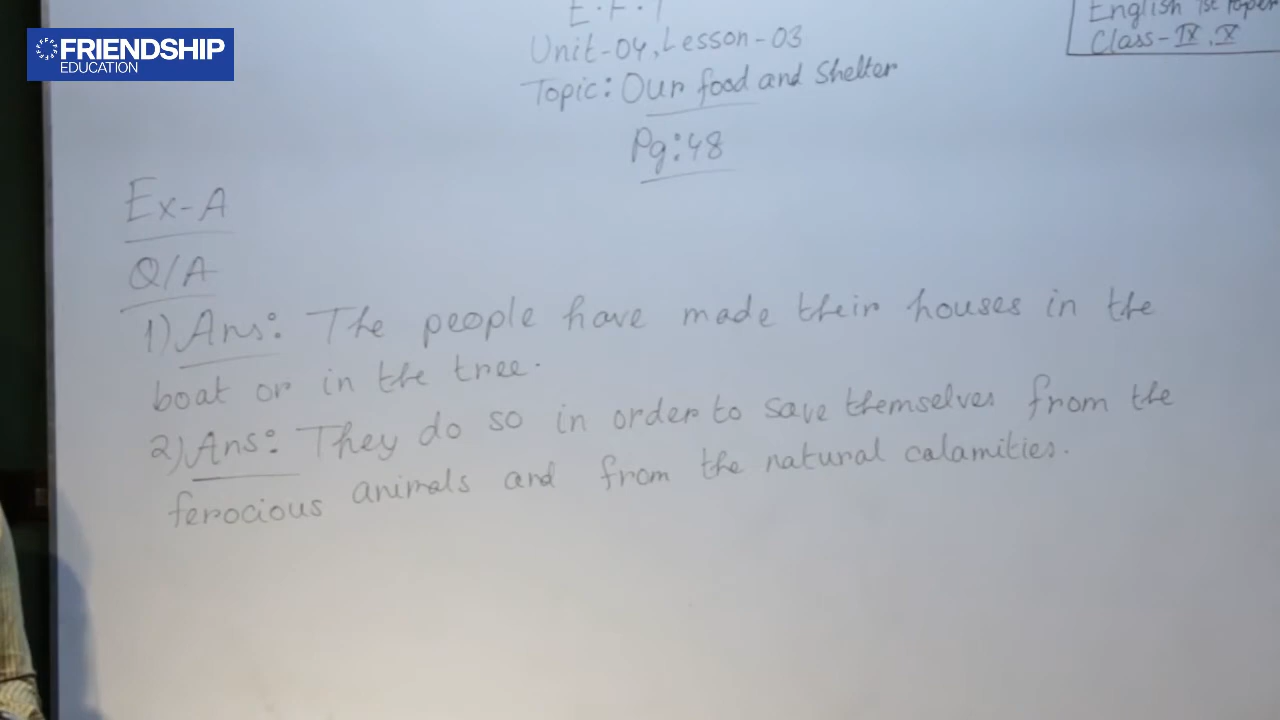 FRIENDSHIP
EDUCATION
E.F.T
English 1st Paper
Class-IX,X
Unit-04,Lesson-03
Topic: Our food and Shelter
Pg:48
Ex-A
Q/A
1) Ans: The people have made their houses in the
boat or in the tree.
2) Ans: They do so in order to save themselves from the
ferocious animals and from the natural calamities.